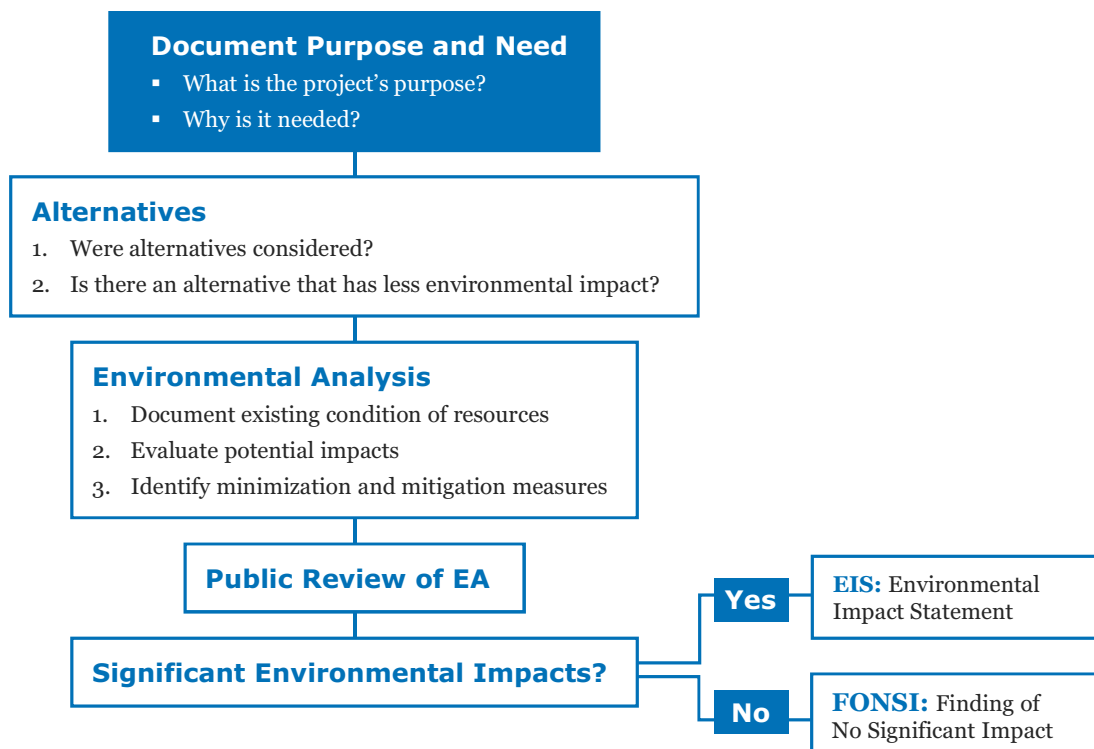 Document Purpose and Need
▪ What is the project’s purpose?
▪ Why is it needed?
Alternatives
1. Were alternatives considered?
2. Is there an alternative that has less environmental impact?
Environmental Analysis
1. Document existing condition of resources
2. Evaluate potential impacts
3. Identify minimization and mitigation measures
Public Review of EA
Significant Environmental Impacts?
Yes
EIS: Environmental
Impact Statement
No
FONSI: Finding of
No Significant Impact